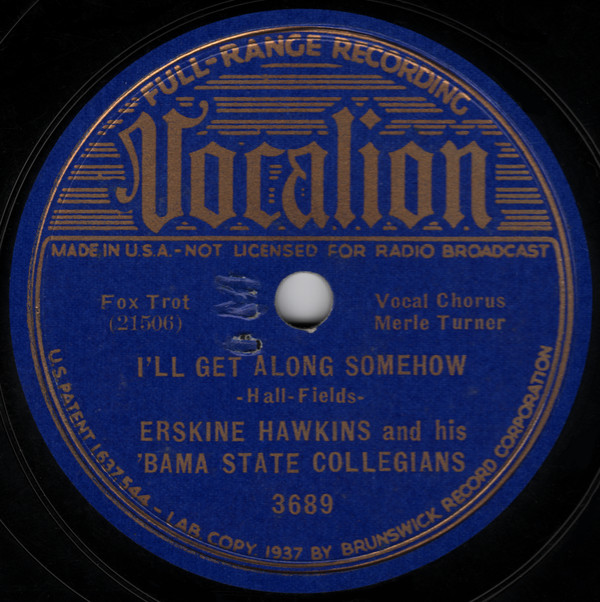 FULL-RANGE RECORDING
Vocalion
MADE IN U.S.A.-NOT LICENSED FOR RADIO BROADCAST
Fox Trot
(21506)
Vocal Chorus
Merle Turner
I'LL GET ALONG SOMEHOW
-Hall-Fields-
ERSKINE HAWKINS and his
'BAMA STATE COLLEGIANS
3689
U.S. PATENT 1637544 - LAB. COPY. 1937 BY BRUNSWICK RECORD CORPORATION